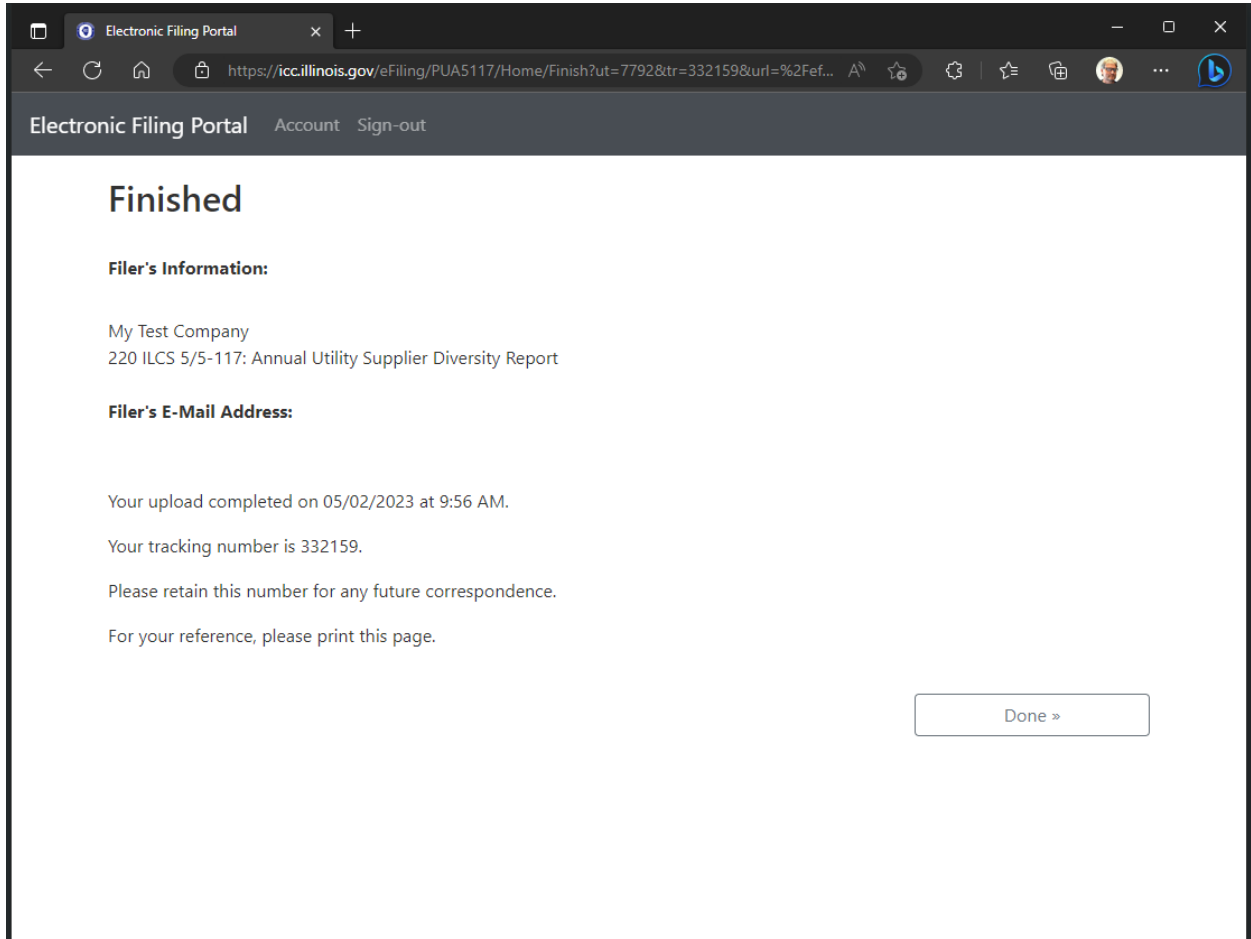 Electronic Filing Portal
https://icc.illinois.gov/eFiling/PUA5117/Home/Finish?ut=7792&tr=332159&url=%2Fef...
Electronic Filing Portal Account Sign-out
Finished
Filer's Information:
My Test Company
220 ILCS 5/5-117: Annual Utility Supplier Diversity Report
Filer's E-Mail Address:
Your upload completed on 05/02/2023 at 9:56 AM.
Your tracking number is 332159.
Please retain this number for any future correspondence.
For your reference, please print this page.
Done »